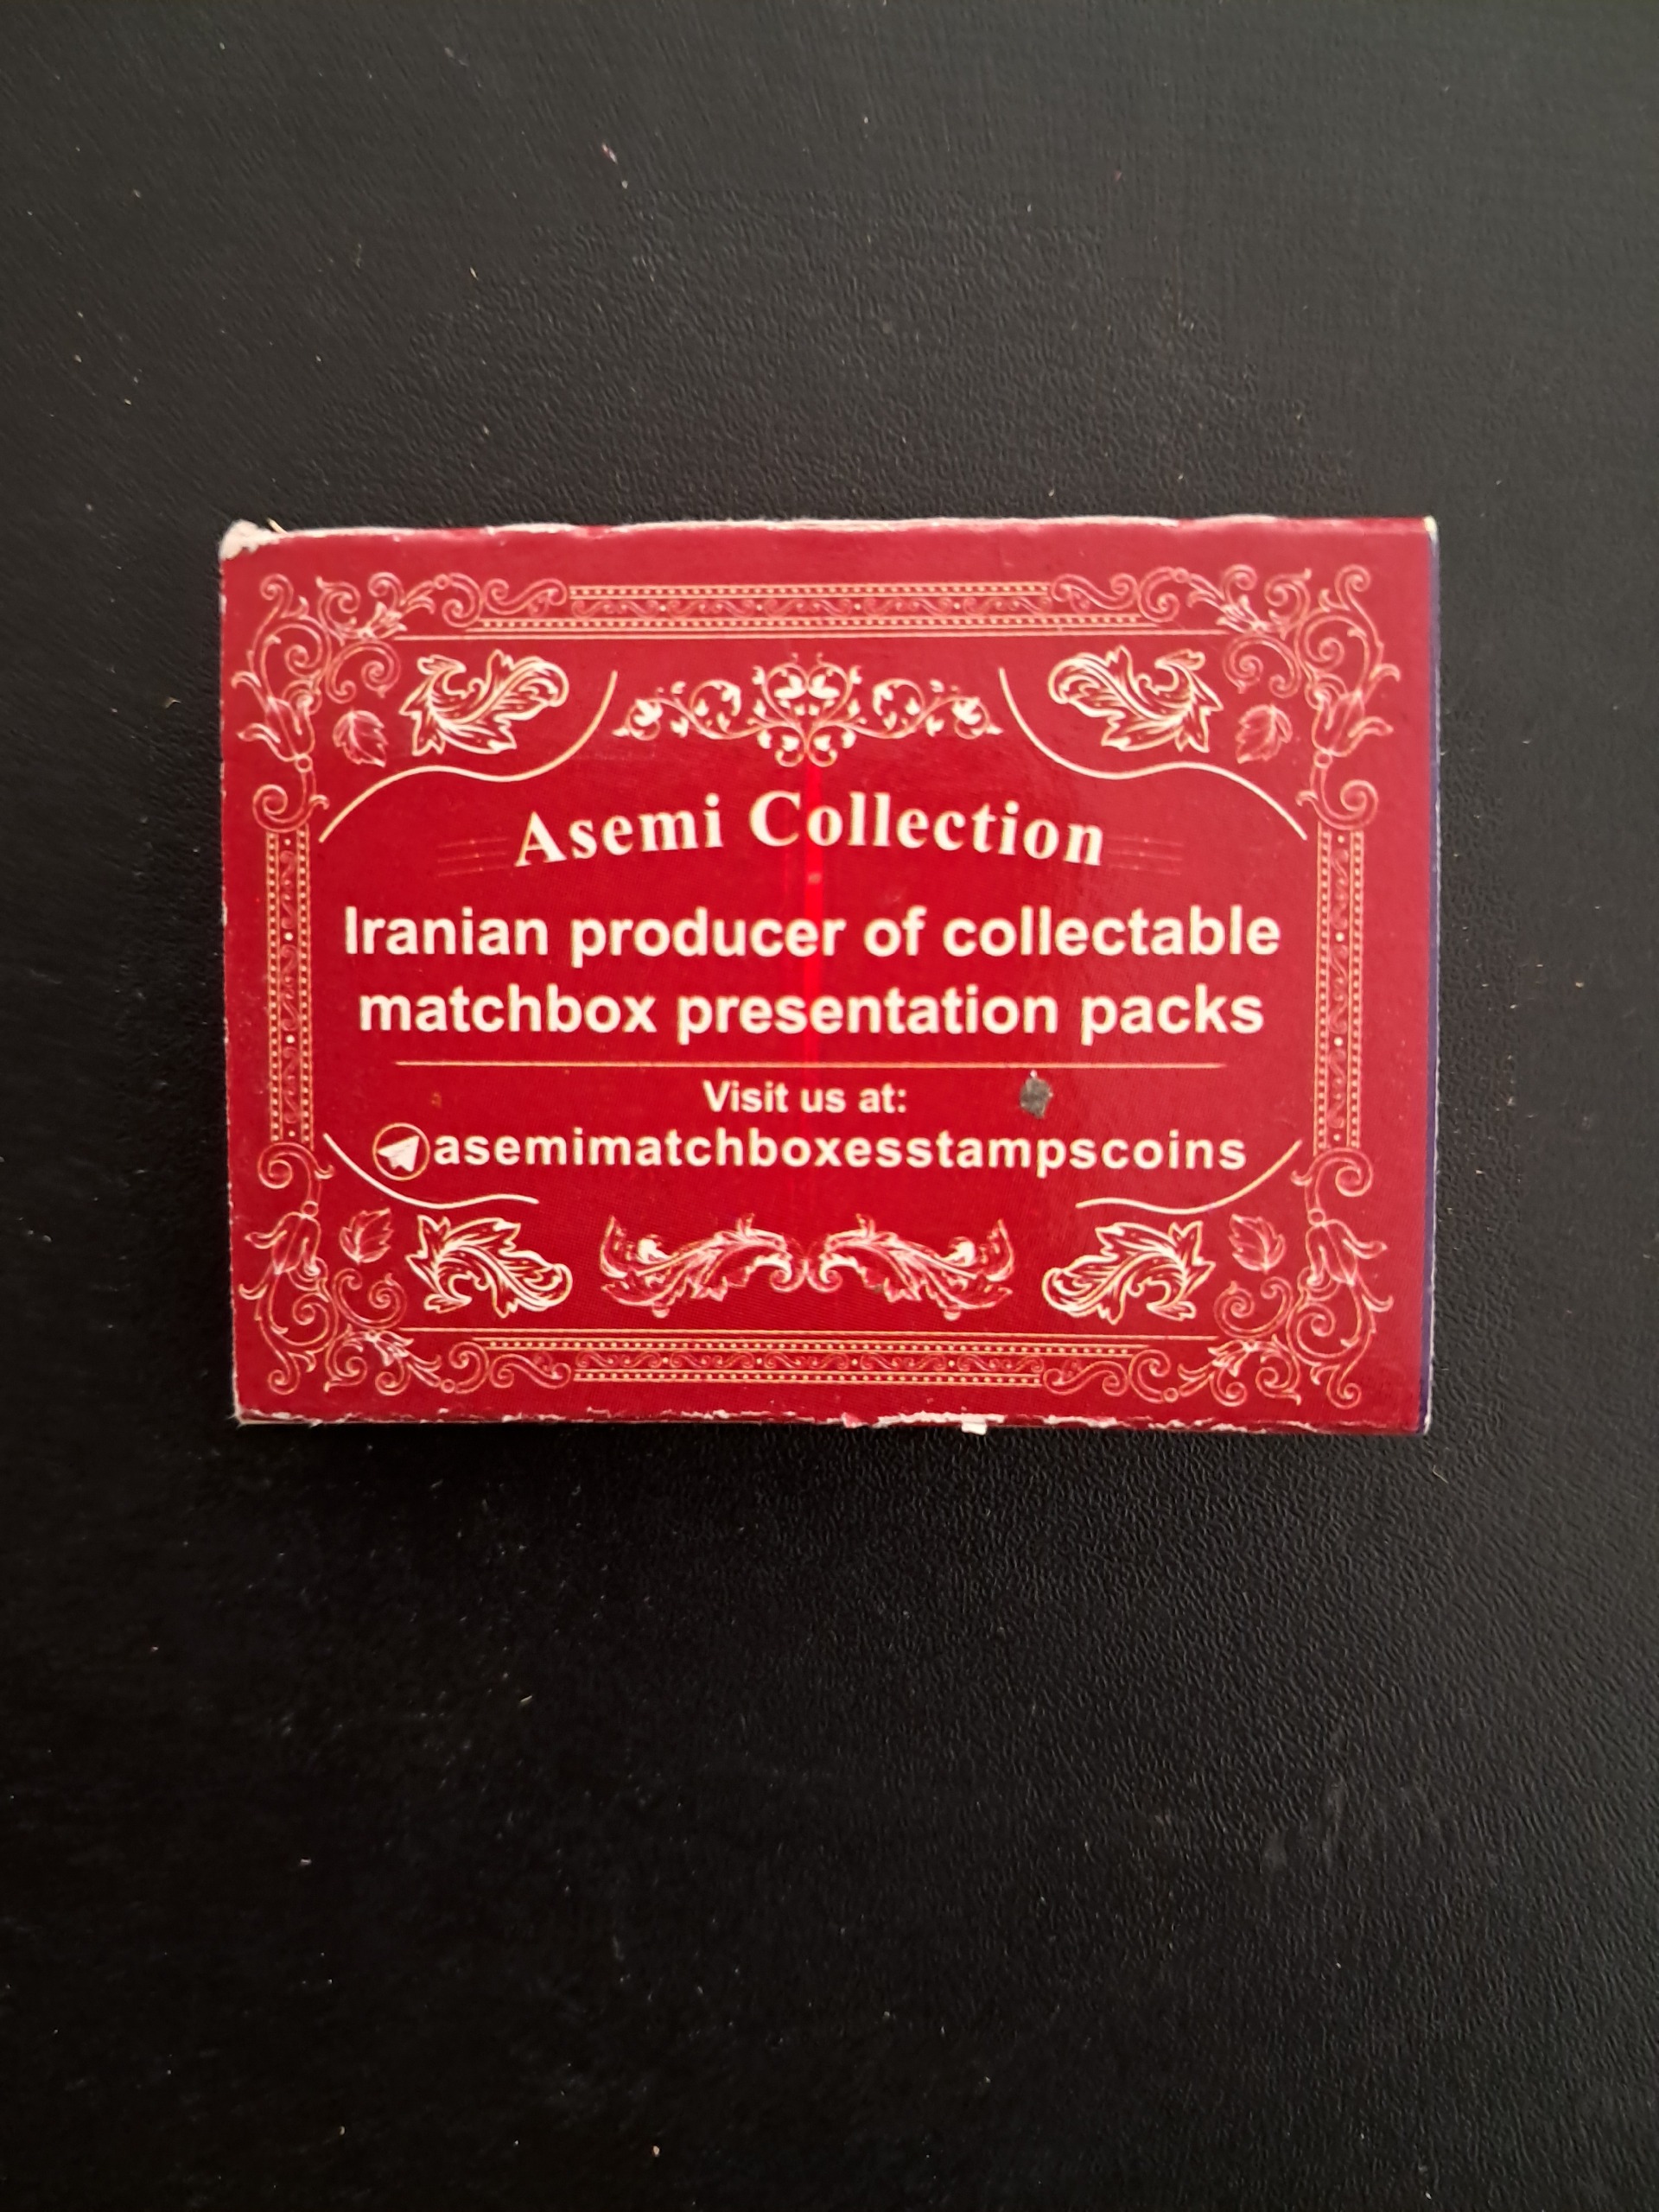 Asemi Collection
Iranian producer of collectable
matchbox presentation packs
Visit us at:
asemimatchboxesstampscoins